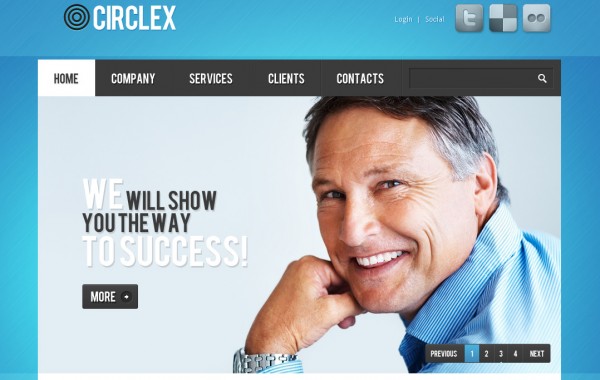 CIRCLEX
Login | Social
HOME COMPANY SERVICES CLIENTS CONTACTS
WE WILL SHOW
YOU THE WAY
TO SUCCESS!
MORE
PREVIOUS 1 2 3 4 NEXT